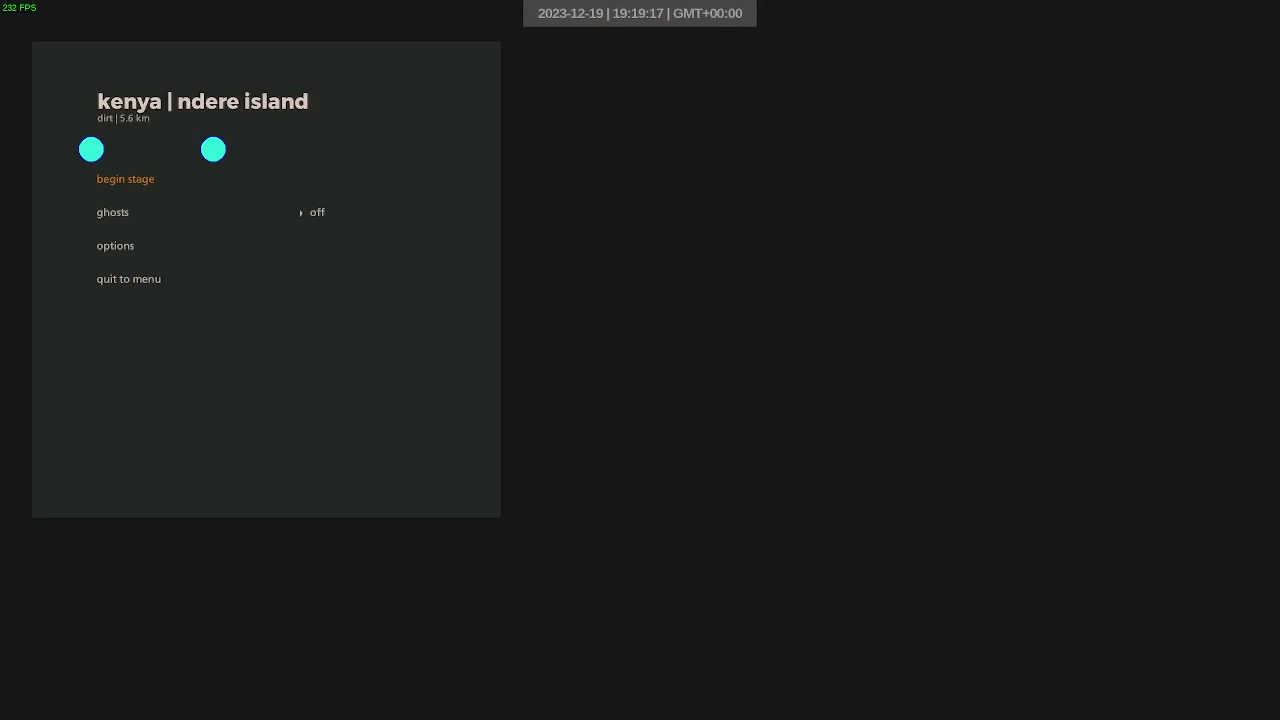 232 FPS
2023-12-19 | 19:19:17 | GMT+00:00
kenya | ndere island
dirt | 5.6 km
begin stage
ghosts off
options
quit to menu